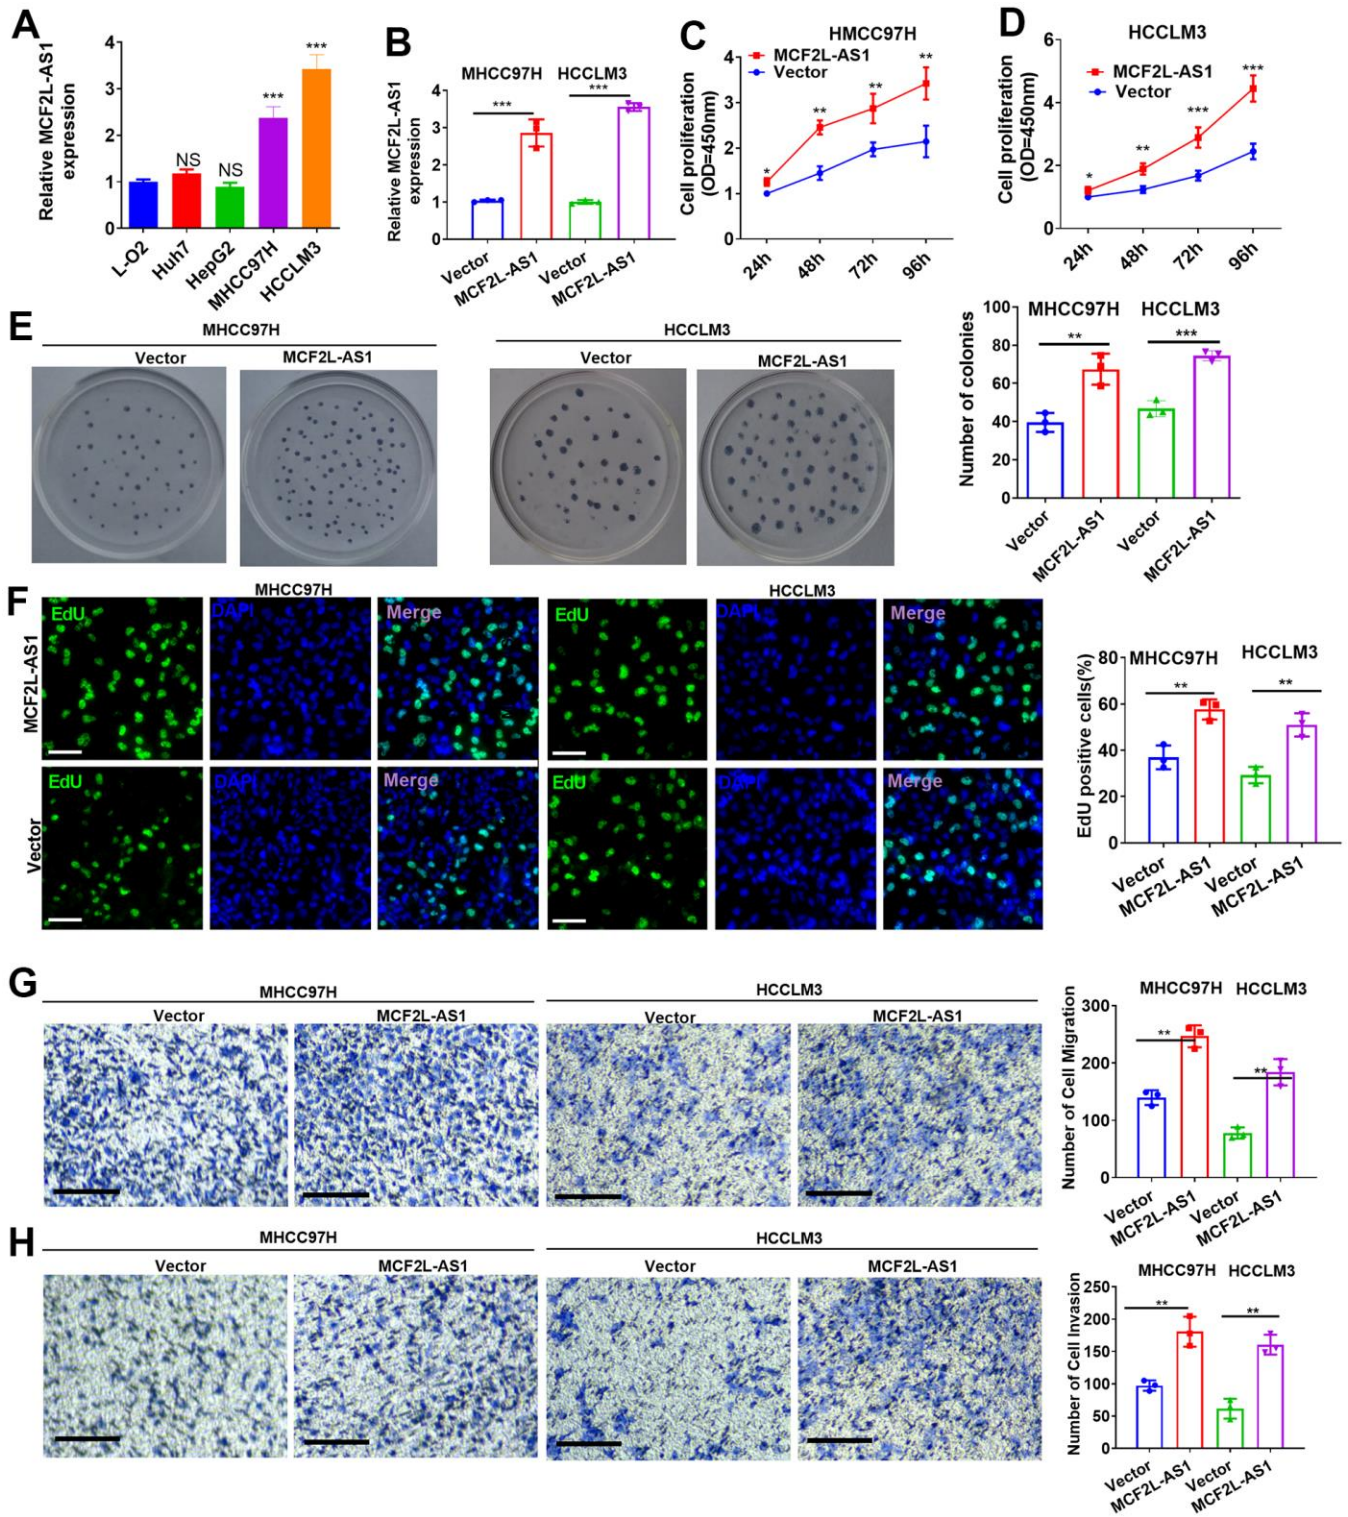 A
Relative MCF2L-AS1
expression
4
3
2
1
0
NS
NS
***
***
L-O2
Huh7
HepG2
MHCC97H
HCCLM3
B
Relative MCF2L-AS1
expression
MHCC97H HCCLM3
***
***
4
3
2
1
0
Vector
MCF2L-AS1
Vector
MCF2L-AS1
C
HMCC97H
MCF2L-AS1
Vector
Cell proliferation
(OD=450nm)
4
3
2
1
0
*
**
**
**
24h
48h
72h
96h
D
HCCLM3
MCF2L-AS1
Vector
Cell proliferation
(OD=450nm)
6
4
2
0
*
**
***
***
24h
48h
72h
96h
E
MHCC97H
Vector
MCF2L-AS1
HCCLM3
Vector
MCF2L-AS1
Number of colonies
MHCC97H HCCLM3
**
***
100
80
60
40
20
0
Vector
MCF2L-AS1
Vector
MCF2L-AS1
F
MHCC97H
HCCLM3
MCF2L-AS1
EdU
DAPI
Merge
EdU
DAPI
Merge
Vector
EdU
DAPI
Merge
EdU
DAPI
Merge
EdU positive cells(%)
MHCC97H HCCLM3
**
**
80
60
40
20
0
Vector
MCF2L-AS1
Vector
MCF2L-AS1
G
MHCC97H
Vector
MCF2L-AS1
HCCLM3
Vector
MCF2L-AS1
Number of Cell Migration
MHCC97H HCCLM3
**
**
300
200
100
0
Vector
MCF2L-AS1
Vector
MCF2L-AS1
H
MHCC97H
Vector
MCF2L-AS1
HCCLM3
Vector
MCF2L-AS1
Number of Cell Invasion
MHCC97H HCCLM3
**
**
250
200
150
100
50
0
Vector
MCF2L-AS1
Vector
MCF2L-AS1